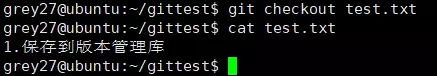 grey27@ubuntu:~/gittest$ git checkout test.txt
grey27@ubuntu:~/gittest$ cat test.txt
1.保存到版本管理库
grey27@ubuntu:~/gittest$